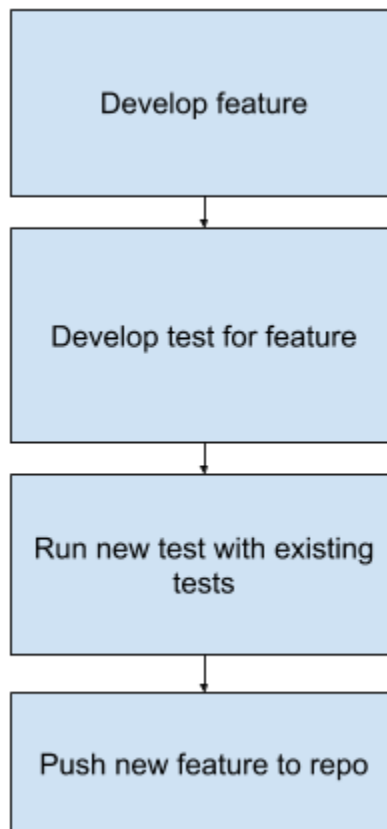 Develop feature
Develop test for feature
Run new test with existing
tests
Push new feature to repo